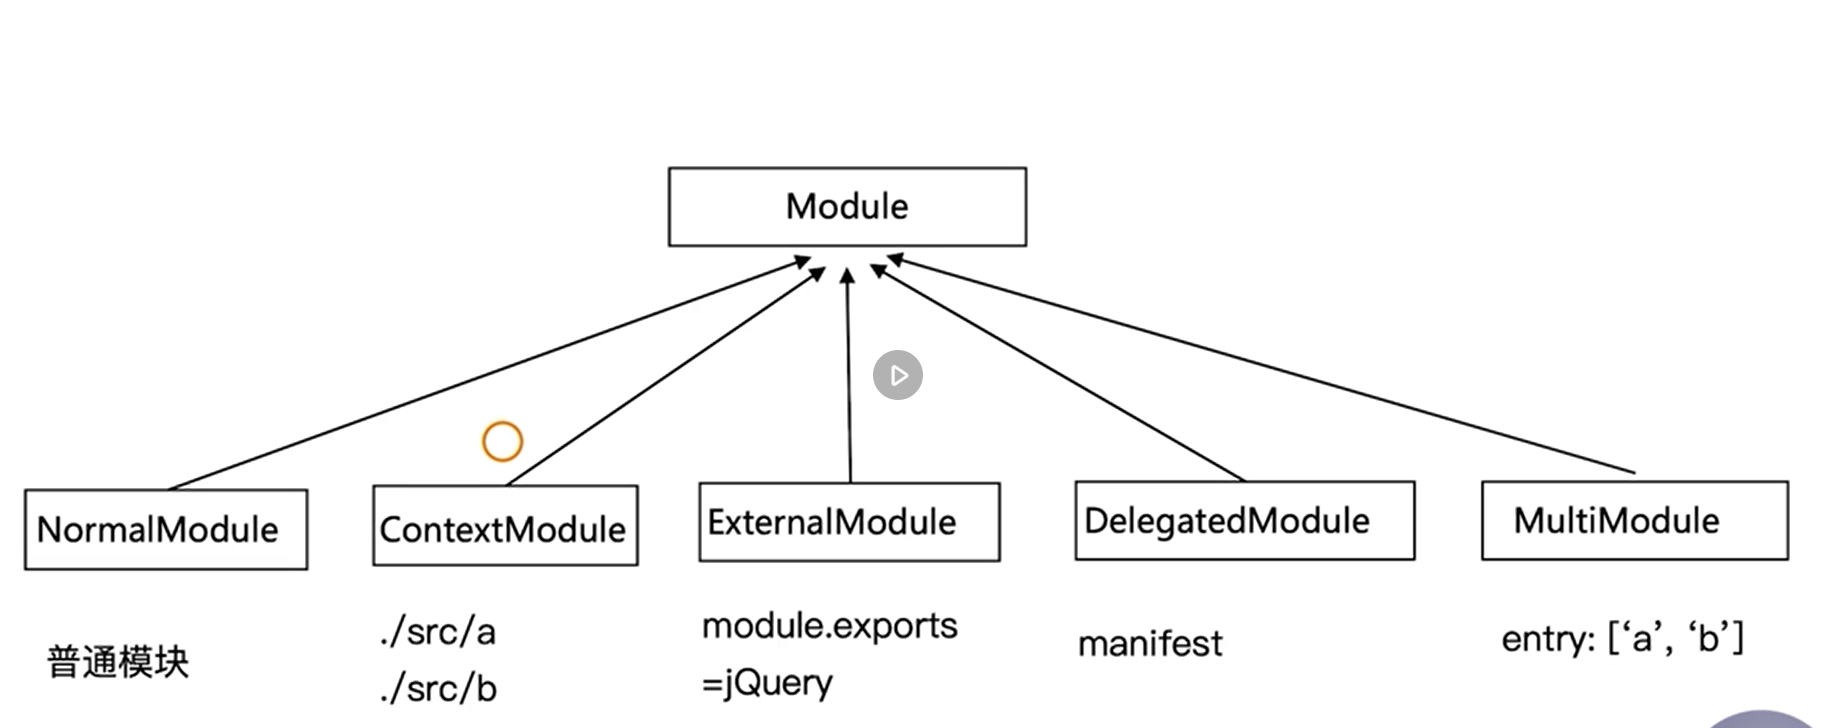 Module
NormalModule
ContextModule
ExternalModule
DelegatedModule
MultiModule
普通模块
./src/a
./src/b
module.exports
=jQuery
manifest
entry: [‘a’, ‘b’]